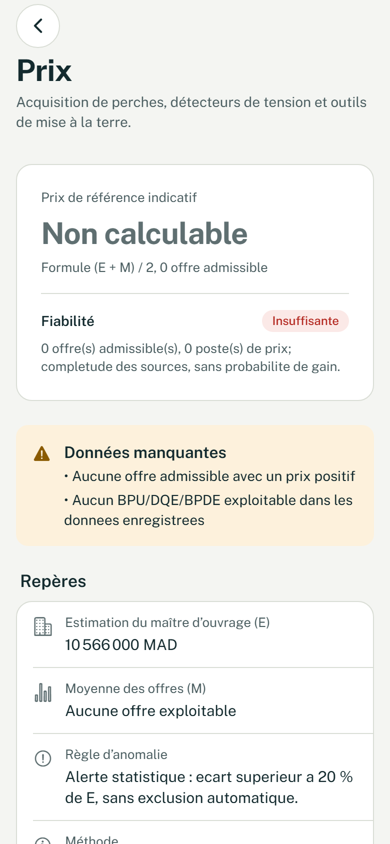 Prix
Acquisition de perches, détecteurs de tension et outils
de mise à la terre.
Prix de référence indicatif
Non calculable
Formule (E + M) / 2, 0 offre admissible
Fiabilité
Insuffisante
0 offre(s) admissible(s), 0 poste(s) de prix;
completude des sources, sans probabilite de gain.
Données manquantes
• Aucune offre admissible avec un prix positif
• Aucun BPU/DQE/BPDE exploitable dans les
donnees enregistrees
Repères
Estimation du maître d’ouvrage (E)
10 566 000 MAD
Moyenne des offres (M)
Aucune offre exploitable
Règle d’anomalie
Alerte statistique : ecart superieur a 20 %
de E, sans exclusion automatique.
Méthode